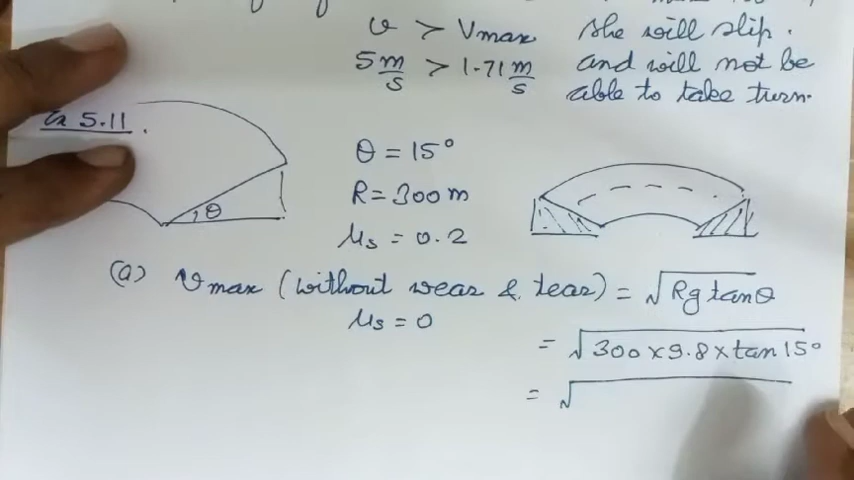 v > Vmax she will slip.
5 m/s > 1.71 m/s and will not be
able to take turn.
Ex 5.11.
θ = 15°
R = 300 m
θ
μs = 0.2
(a) Vmax (without wear & tear) = √Rg tanθ
μs = 0
= √300 x 9.8 x tan 15°
= √